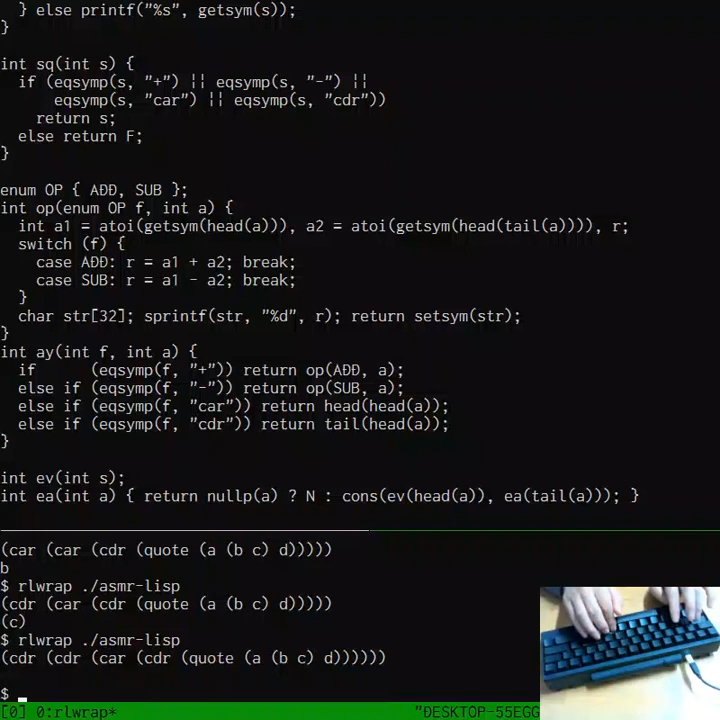 } else printf("%s", getsym(s));
}
int sq(int s) {
  if (eqsymp(s, "+") || eqsymp(s, "-") ||
      eqsymp(s, "car") || eqsymp(s, "cdr"))
    return s;
  else return F;
}
enum OP { ADD, SUB };
int op(enum OP f, int a) {
  int a1 = atoi(getsym(head(a))), a2 = atoi(getsym(head(tail(a)))), r;
  switch (f) {
    case ADD: r = a1 + a2; break;
    case SUB: r = a1 - a2; break;
  }
  char str[32]; sprintf(str, "%d", r); return setsym(str);
}
int ay(int f, int a) {
  if      (eqsymp(f, "+")) return op(ADD, a);
  else if (eqsymp(f, "-")) return op(SUB, a);
  else if (eqsymp(f, "car")) return head(head(a));
  else if (eqsymp(f, "cdr")) return tail(head(a));
}
int ev(int s);
int ea(int a) { return nullp(a) ? N : cons(ev(head(a)), ea(tail(a))); }
(car (car (cdr (quote (a (b c) d)))))
b
$ rlwrap ./asmr-lisp
(cdr (car (cdr (quote (a (b c) d)))))
(c)
$ rlwrap ./asmr-lisp
(cdr (cdr (car (cdr (quote (a (b c) d))))))
$
[0] 0:rlwrap* "DESKTOP-55EGG